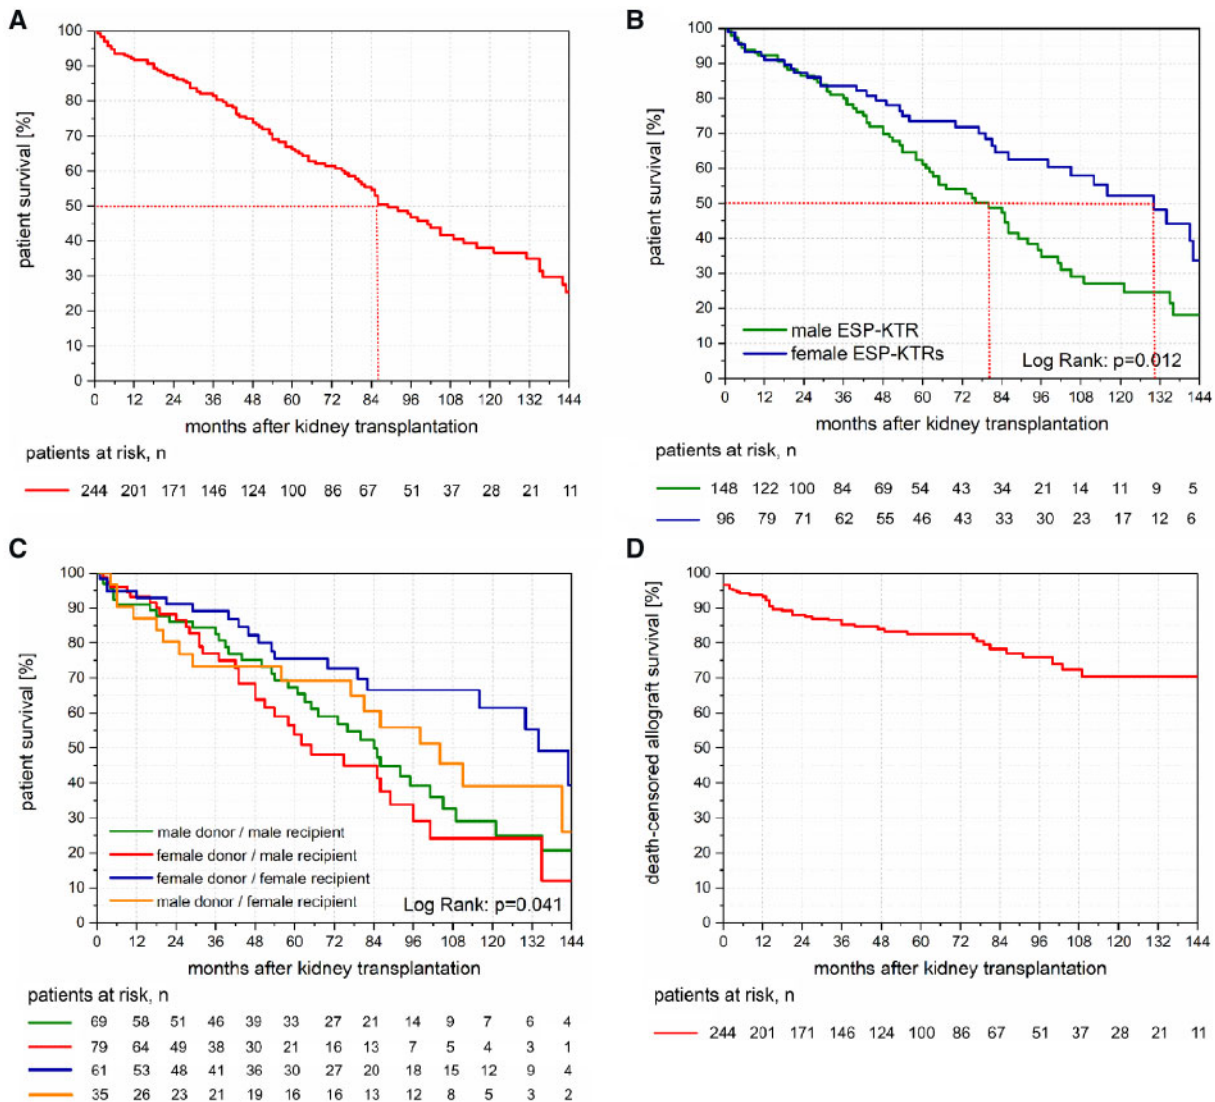 A
100
90
80
70
60
50
40
30
20
10
0
patient survival [%]
0 12 24 36 48 60 72 84 96 108 120 132 144
months after kidney transplantation
patients at risk, n
244 201 171 146 124 100 86 67 51 37 28 21 11
B
100
90
80
70
60
50
40
30
20
10
0
patient survival [%]
male ESP-KTR
female ESP-KTRs
Log Rank: p=0.012
0 12 24 36 48 60 72 84 96 108 120 132 144
months after kidney transplantation
patients at risk, n
148 122 100 84 69 54 43 34 21 14 11 9 5
96 79 71 62 55 46 43 33 30 23 17 12 6
C
100
90
80
70
60
50
40
30
20
10
0
patient survival [%]
male donor / male recipient
female donor / male recipient
female donor / female recipient
male donor / female recipient
Log Rank: p=0.041
0 12 24 36 48 60 72 84 96 108 120 132 144
months after kidney transplantation
patients at risk, n
69 58 51 46 39 33 27 21 14 9 7 6 4
79 64 49 38 30 21 16 13 7 5 4 3 1
61 53 48 41 36 30 27 20 18 15 12 9 4
35 26 23 21 19 16 16 13 12 8 5 3 2
D
100
90
80
70
60
50
40
30
20
10
0
death-censored allograft survival [%]
0 12 24 36 48 60 72 84 96 108 120 132 144
months after kidney transplantation
patients at risk, n
244 201 171 146 124 100 86 67 51 37 28 21 11